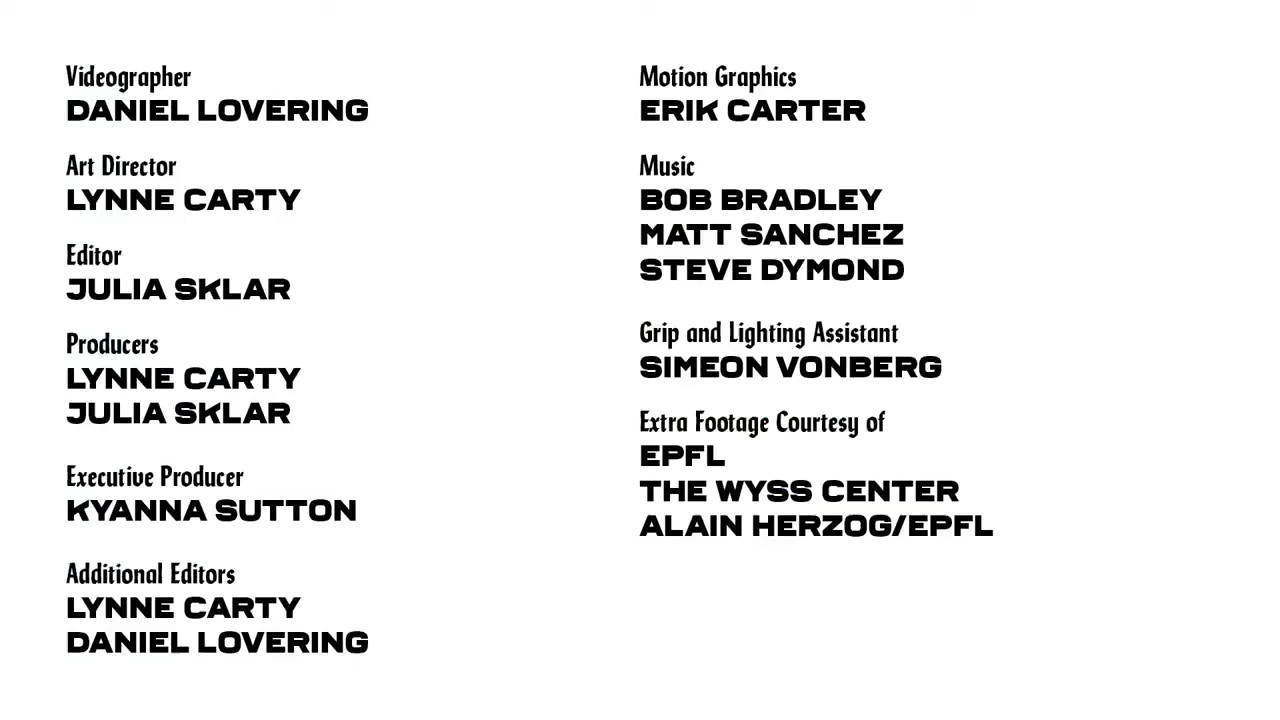 Videographer
DANIEL LOVERING
Art Director
LYNNE CARTY
Editor
JULIA SKLAR
Producers
LYNNE CARTY
JULIA SKLAR
Executive Producer
KYANNA SUTTON
Additional Editors
LYNNE CARTY
DANIEL LOVERING
Motion Graphics
ERIK CARTER
Music
BOB BRADLEY
MATT SANCHEZ
STEVE DYMOND
Grip and Lighting Assistant
SIMEON VONBERG
Extra Footage Courtesy of
EPFL
THE WYSS CENTER
ALAIN HERZOG/EPFL